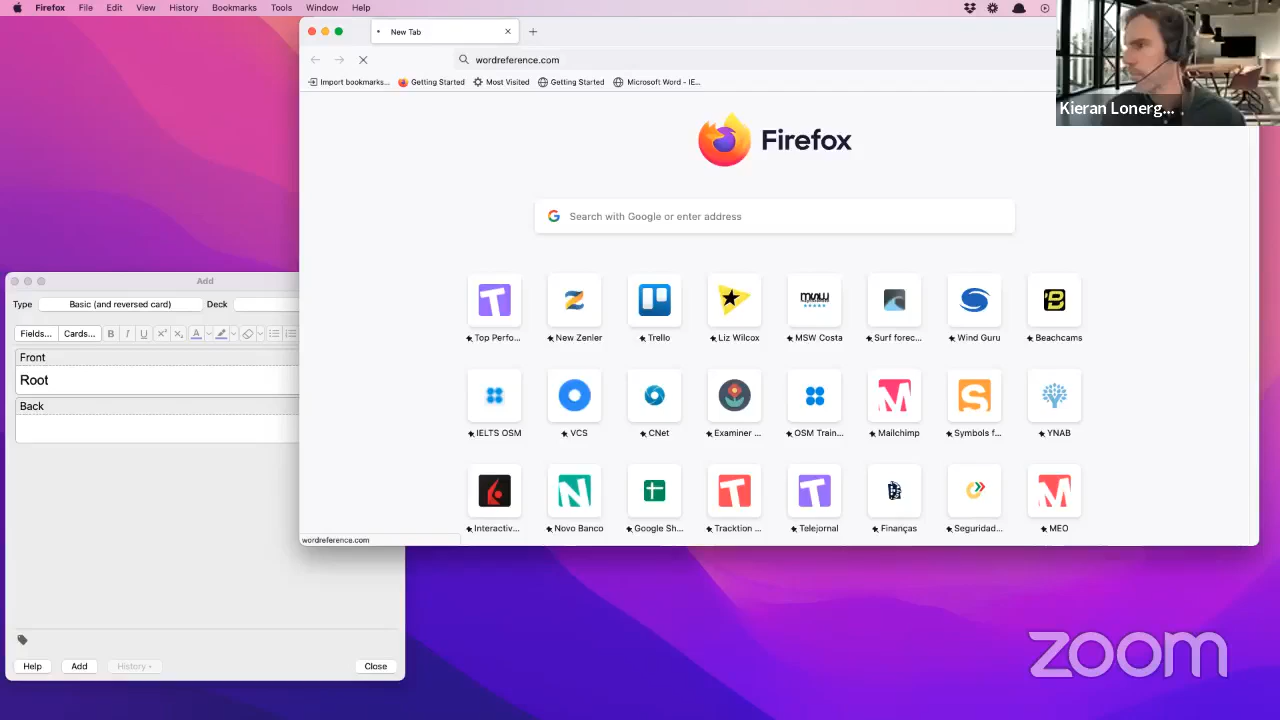 Firefox File Edit View History Bookmarks Tools Window Help
New Tab
wordreference.com
Import bookmarks... Getting Started Most Visited Getting Started Microsoft Word - IE...
Kieran Lonerg...
Firefox
Search with Google or enter address
Top Perfo... New Zenler Trello Liz Wilcox MSW Costa Surf forec... Wind Guru Beachcams
IELTS OSM VCS CNet Examiner ... OSM Train... Mailchimp Symbols f... YNAB
Interactiv... Novo Banco Google Sh... Tracktion ... Telejornal Finanças Seguridad... MEO
wordreference.com
Add
Type Basic (and reversed card) Deck
Fields... Cards... B I U
Front
Root
Back
Help Add History Close
zoom